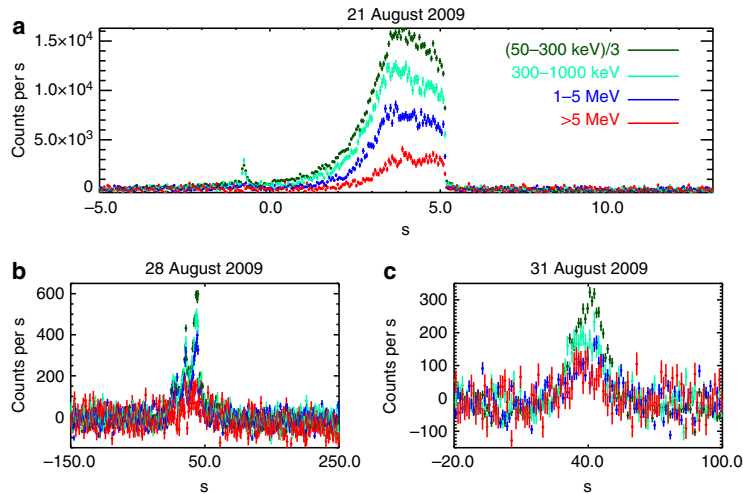 a
21 August 2009
Counts per s
1.5×10⁴
1.0×10⁴
5.0×10³
0
(50–300 keV)/3
300–1000 keV
1–5 MeV
>5 MeV
–5.0 0.0 5.0 10.0
s
b
28 August 2009
Counts per s
600
400
200
0
–150.0 50.0 250.0
s
c
31 August 2009
Counts per s
300
200
100
0
–100
–20.0 40.0 100.0
s